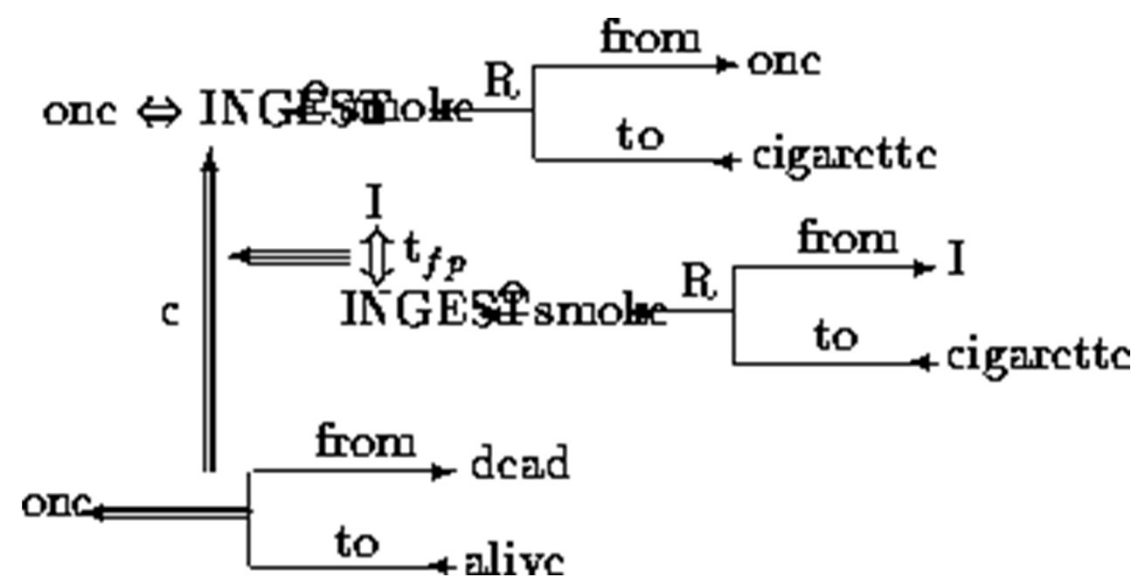 from
R
one
one ⇔ INGEST o smoke
to
cigarette
I
t_fp
from
R
I
c
INGEST o smoke
to
cigarette
from
dead
one
to
alive